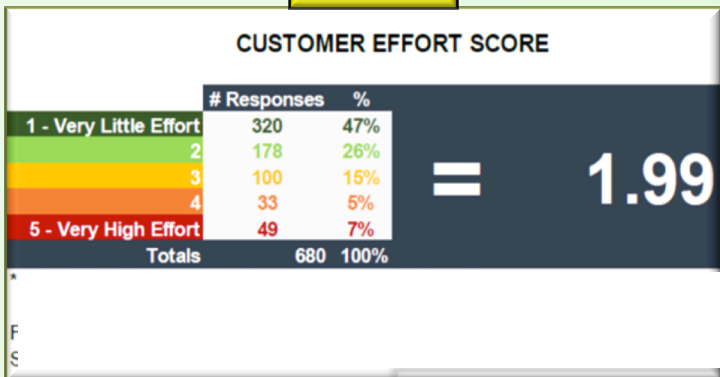 CUSTOMER EFFORT SCORE
# Responses %
1 - Very Little Effort 320 47%
2 178 26%
3 100 15%
4 33 5%
5 - Very High Effort 49 7%
Totals 680 100%
= 1.99
*